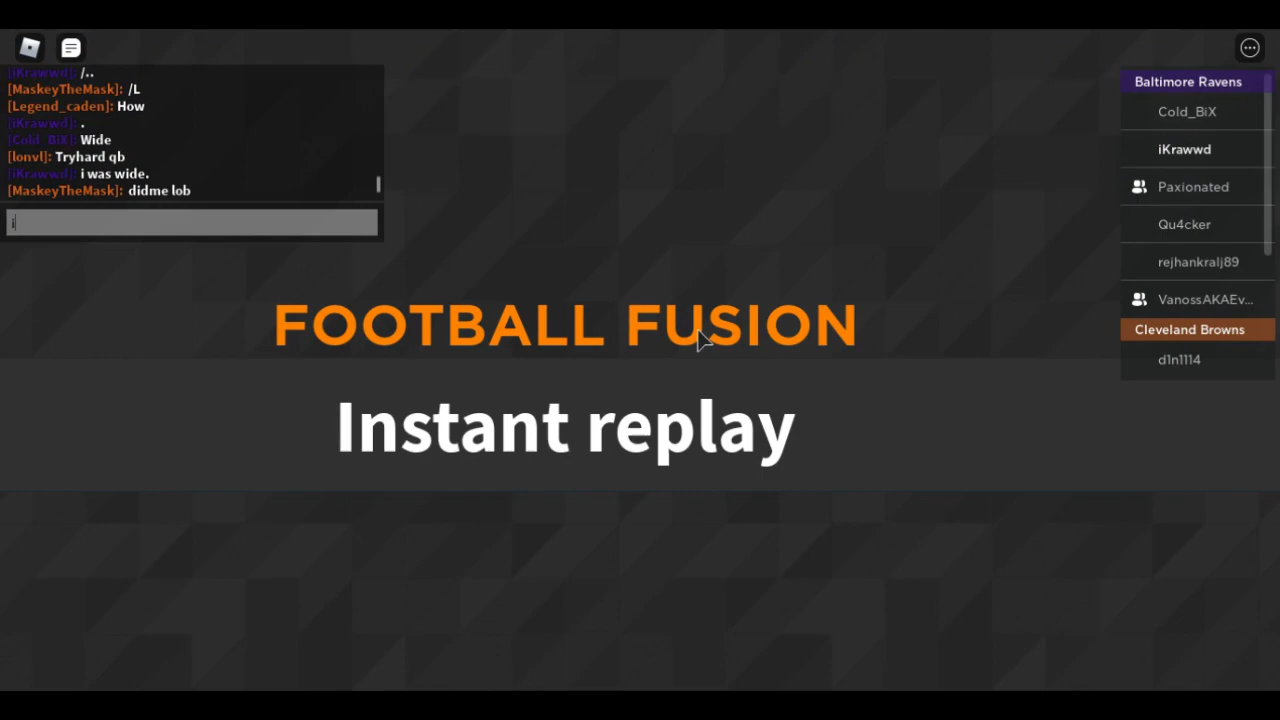 [iKrawwd]: /..
[MaskeyTheMask]: /L
[Legend_caden]: How
[iKrawwd]: .
[Cold_BiX]: Wide
[lonvl]: Tryhard qb
[iKrawwd]: i was wide.
[MaskeyTheMask]: didme lob
i
FOOTBALL FUSION
Instant replay
Baltimore Ravens
Cold_BiX
iKrawwd
Paxionated
Qu4cker
rejhankralj89
VanossAKAEv...
Cleveland Browns
d1n1114